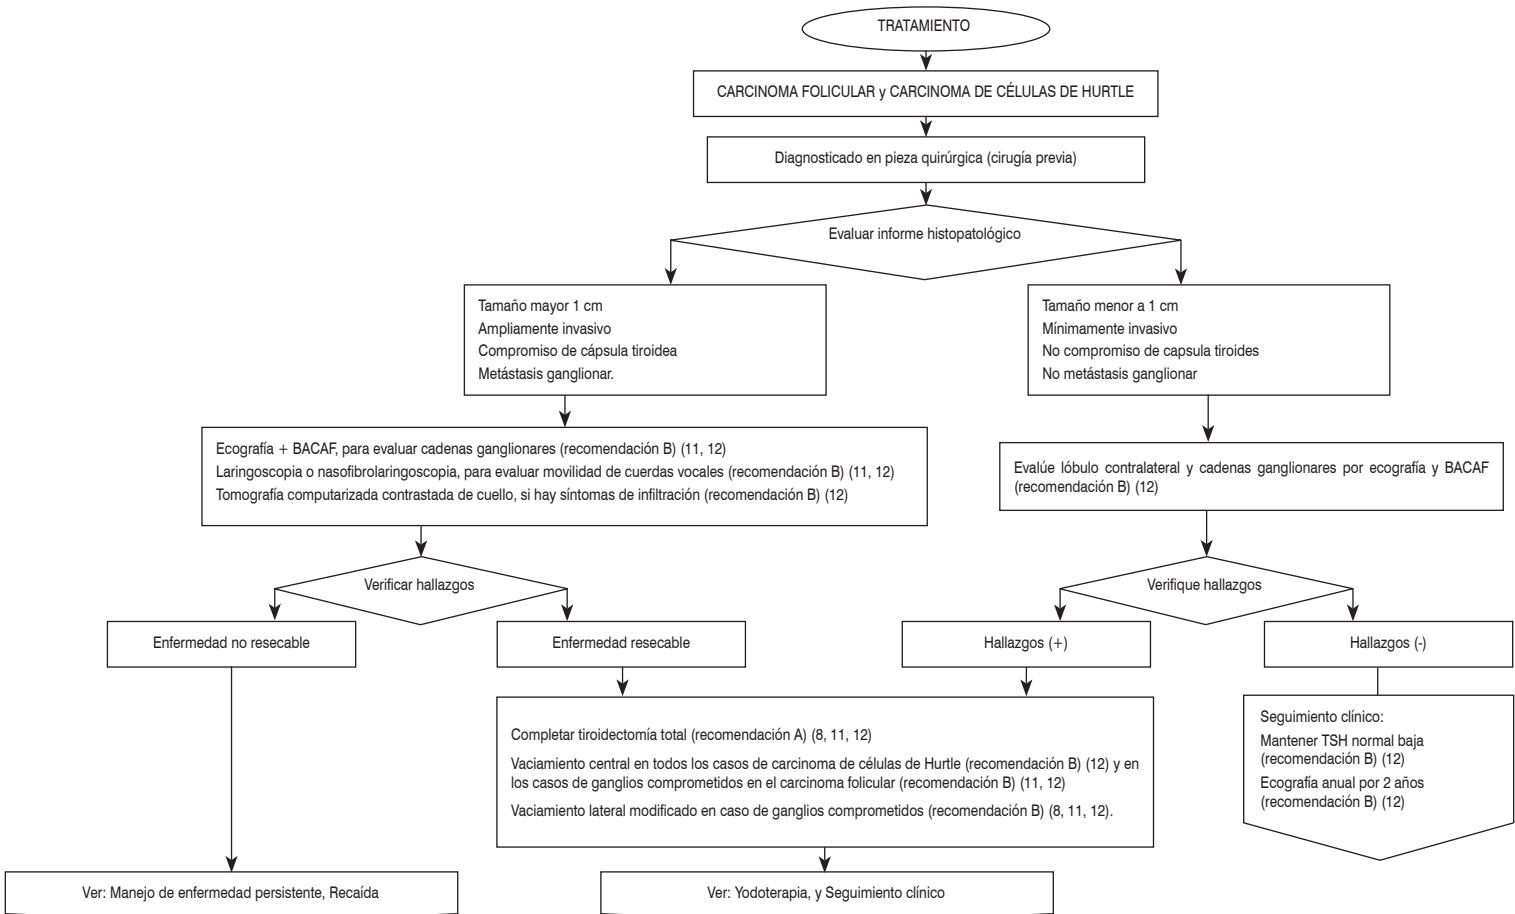 TRATAMIENTO
CARCINOMA FOLICULAR y CARCINOMA DE CÉLULAS DE HURTLE
Diagnosticado en pieza quirúrgica (cirugía previa)
Evaluar informe histopatológico
Tamaño mayor 1 cm
Ampliamente invasivo
Compromiso de cápsula tiroidea
Metástasis ganglionar.
Tamaño menor a 1 cm
Mínimamente invasivo
No compromiso de capsula tiroides
No metástasis ganglionar
Ecografía + BACAF, para evaluar cadenas ganglionares (recomendación B) (11, 12)
Laringoscopia o nasofibrolaringoscopia, para evaluar movilidad de cuerdas vocales (recomendación B) (11, 12)
Tomografía computarizada contrastada de cuello, si hay síntomas de infiltración (recomendación B) (12)
Evalúe lóbulo contralateral y cadenas ganglionares por ecografía y BACAF
(recomendación B) (12)
Verificar hallazgos
Verifique hallazgos
Enfermedad no resecable
Enfermedad resecable
Hallazgos (+)
Hallazgos (-)
Completar tiroidectomía total (recomendación A) (8, 11, 12)
Vaciamiento central en todos los casos de carcinoma de células de Hurtle (recomendación B) (12) y en
los casos de ganglios comprometidos en el carcinoma folicular (recomendación B) (11, 12)
Vaciamiento lateral modificado en caso de ganglios comprometidos (recomendación B) (8, 11, 12).
Seguimiento clínico:
Mantener TSH normal baja
(recomendación B) (12)
Ecografía anual por 2 años
(recomendación B) (12)
Ver: Manejo de enfermedad persistente, Recaída
Ver: Yodoterapia, y Seguimiento clínico